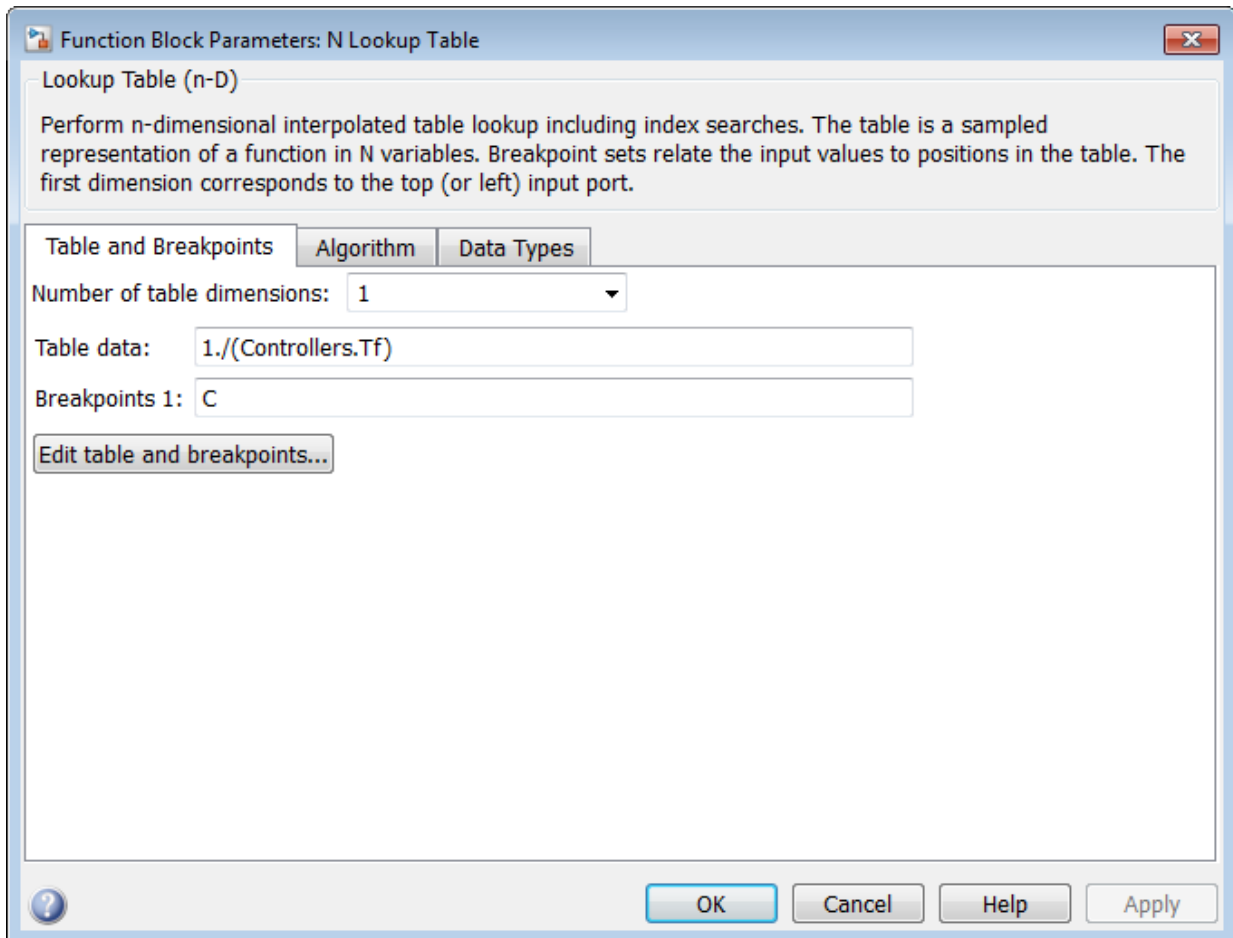 Function Block Parameters: N Lookup Table
Lookup Table (n-D)
Perform n-dimensional interpolated table lookup including index searches. The table is a sampled
representation of a function in N variables. Breakpoint sets relate the input values to positions in the table. The
first dimension corresponds to the top (or left) input port.
Table and Breakpoints Algorithm Data Types
Number of table dimensions: 1
Table data: 1./(Controllers.Tf)
Breakpoints 1: C
Edit table and breakpoints...
? OK Cancel Help Apply